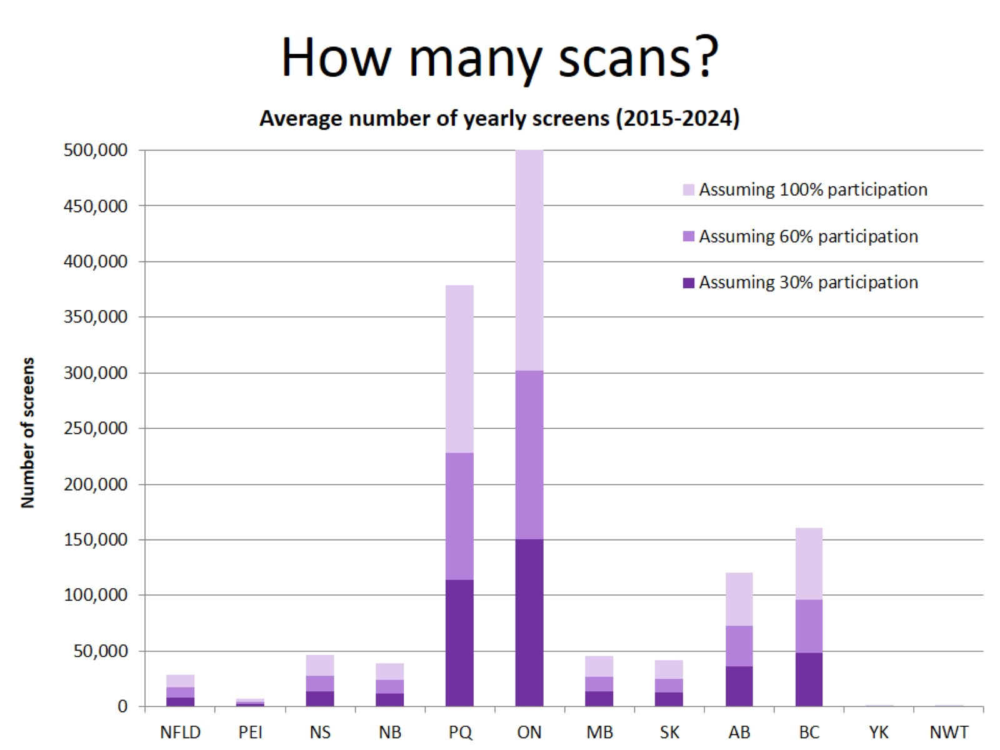 How many scans?
Average number of yearly screens (2015-2024)
500,000
450,000
400,000
350,000
300,000
250,000
200,000
150,000
100,000
50,000
0
Number of screens
Assuming 100% participation
Assuming 60% participation
Assuming 30% participation
NFLD PEI NS NB PQ ON MB SK AB BC YK NWT